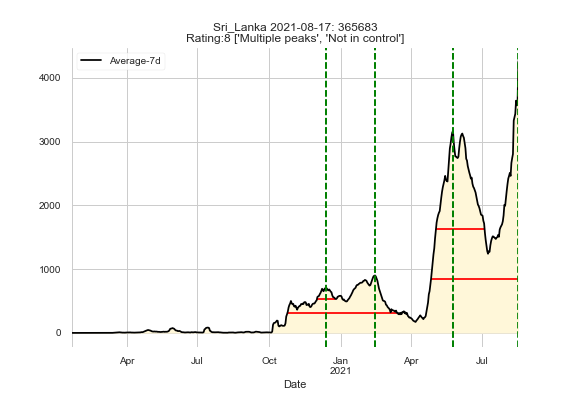 Sri_Lanka 2021-08-17: 365683
Rating:8 ['Multiple peaks', 'Not in control']
Average-7d
4000
3000
2000
1000
0
Apr Jul Oct Jan Apr Jul
2021
Date